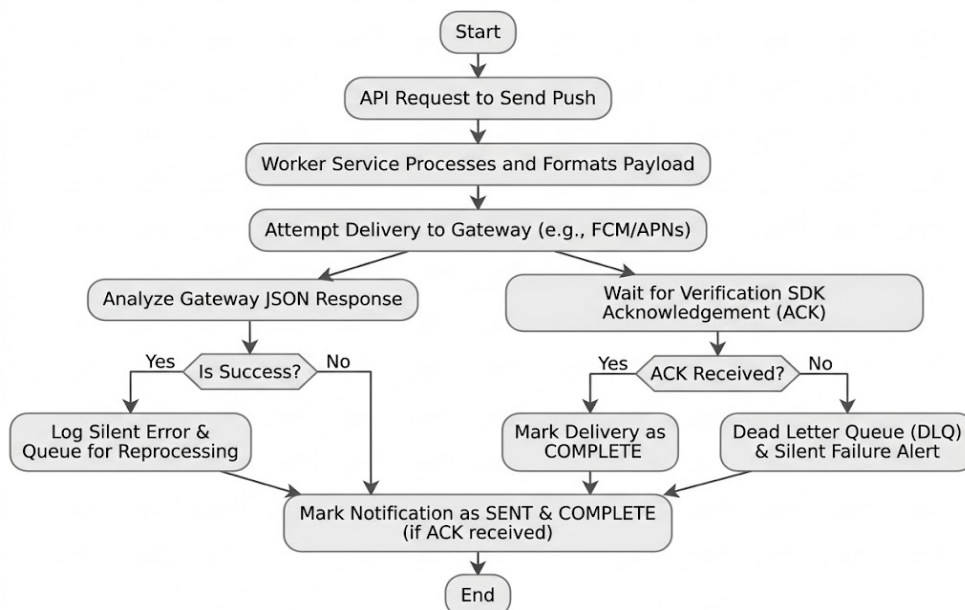 Start
API Request to Send Push
Worker Service Processes and Formats Payload
Attempt Delivery to Gateway (e.g., FCM/APNs)
Analyze Gateway JSON Response
Wait for Verification SDK
Acknowledgement (ACK)
Yes
Is Success?
No
Yes
ACK Received?
No
Log Silent Error &
Queue for Reprocessing
Mark Delivery as
COMPLETE
Dead Letter Queue (DLQ)
& Silent Failure Alert
Mark Notification as SENT & COMPLETE
(if ACK received)
End